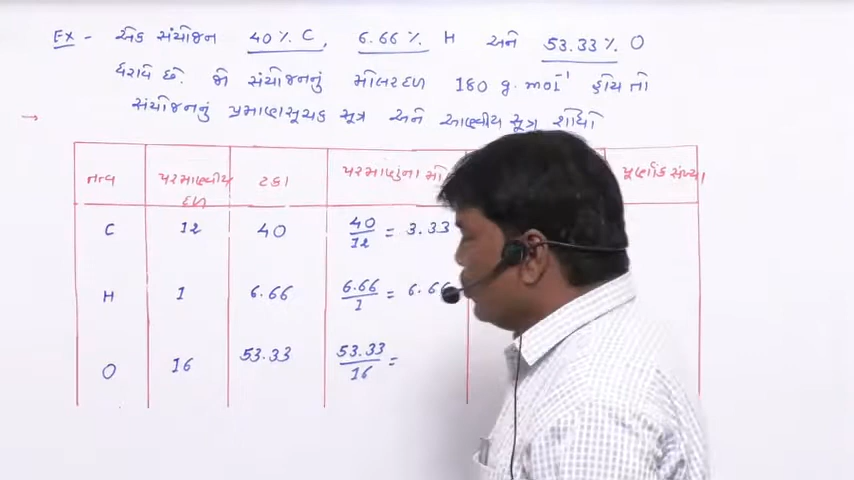 Ex - એક સંયોજન 40 %. C, 6.66 %. H અને 53.33 %. O
ધરાવે છે. જો સંયોજનનું મોલરદળ 180 g. mol⁻¹ હોય તો
→ સંયોજનનું પ્રમાણસૂચક સૂત્ર અને આણ્વીય સૂત્ર શોધો
તત્વ પરમાણ્વીય દળ ટકા પરમાણુંના પૂર્ણાંક સંખ્યા
C 12 40 40/12 = 3.33
H 1 6.66 6.66/1 = 6.66
O 16 53.33 53.33/16 =